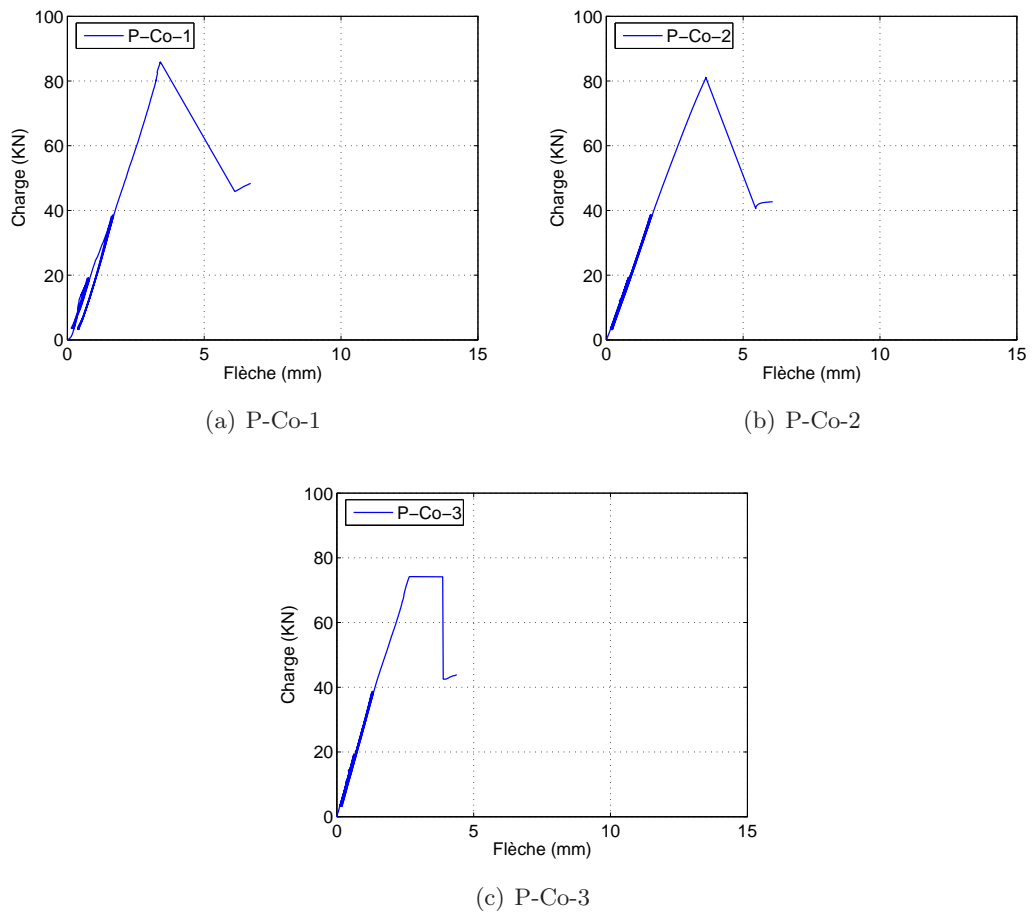 P−Co−1
100
80
60
40
20
0
0 5 10 15
Charge (KN)
Flèche (mm)
(a) P-Co-1
P−Co−2
100
80
60
40
20
0
0 5 10 15
Charge (KN)
Flèche (mm)
(b) P-Co-2
P−Co−3
100
80
60
40
20
0
0 5 10 15
Charge (KN)
Flèche (mm)
(c) P-Co-3